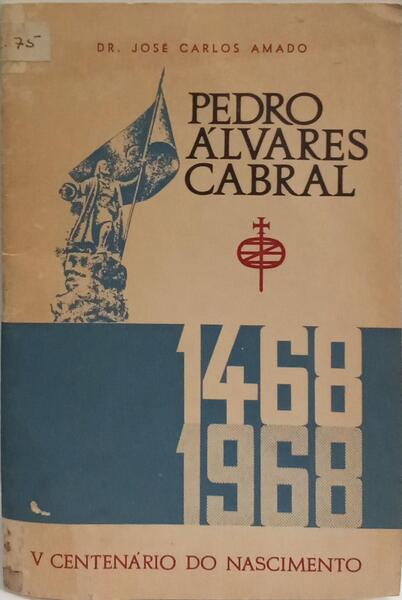 75
DR. JOSÉ CARLOS AMADO
PEDRO
ÁLVARES
CABRAL
1468
1968
V CENTENÁRIO DO NASCIMENTO